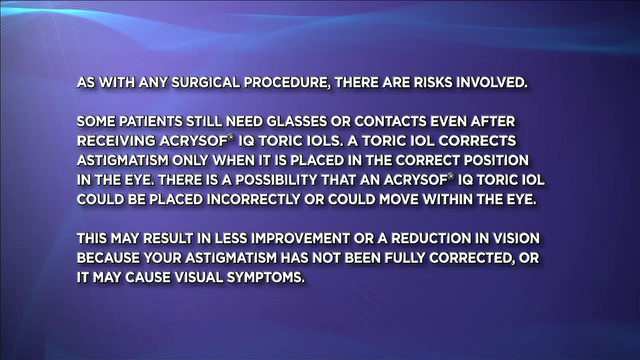 AS WITH ANY SURGICAL PROCEDURE, THERE ARE RISKS INVOLVED.
SOME PATIENTS STILL NEED GLASSES OR CONTACTS EVEN AFTER
RECEIVING ACRYSOF® IQ TORIC IOLS. A TORIC IOL CORRECTS
ASTIGMATISM ONLY WHEN IT IS PLACED IN THE CORRECT POSITION
IN THE EYE. THERE IS A POSSIBILITY THAT AN ACRYSOF® IQ TORIC IOL
COULD BE PLACED INCORRECTLY OR COULD MOVE WITHIN THE EYE.
THIS MAY RESULT IN LESS IMPROVEMENT OR A REDUCTION IN VISION
BECAUSE YOUR ASTIGMATISM HAS NOT BEEN FULLY CORRECTED, OR
IT MAY CAUSE VISUAL SYMPTOMS.